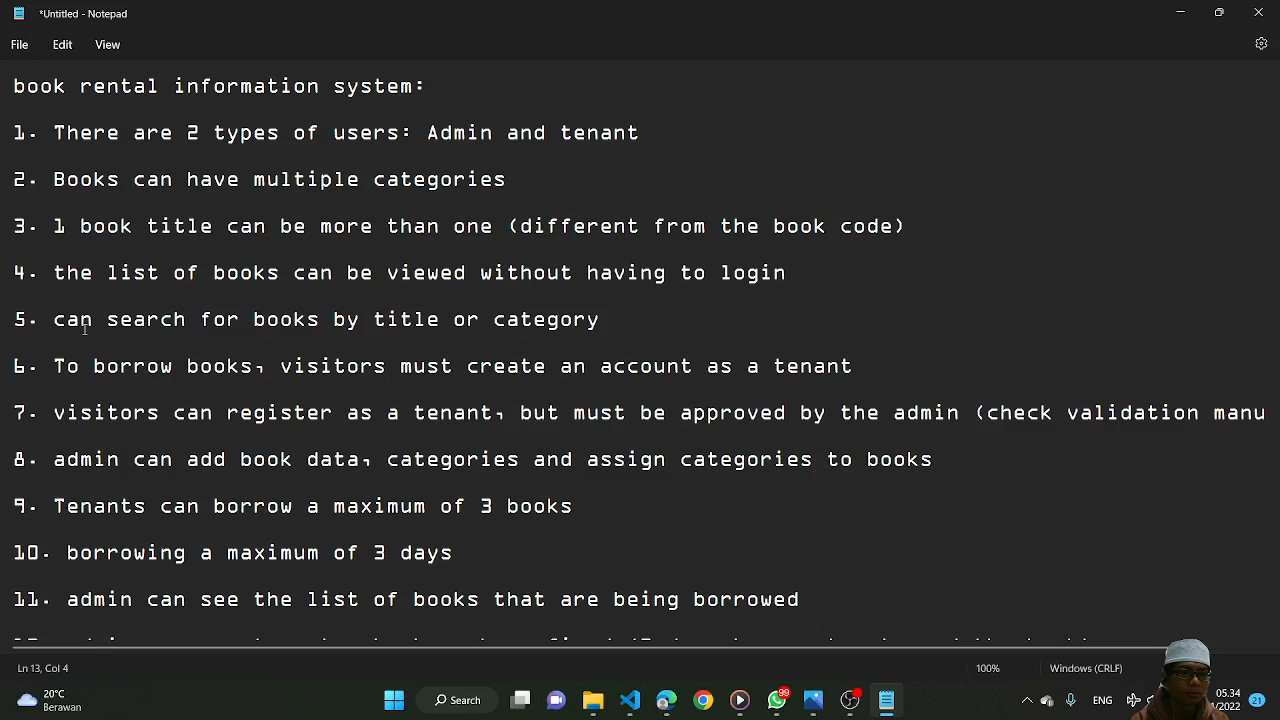 *Untitled - Notepad
File Edit View
book rental information system:
1. There are 2 types of users: Admin and tenant
2. Books can have multiple categories
3. 1 book title can be more than one (different from the book code)
4. the list of books can be viewed without having to login
5. can search for books by title or category
6. To borrow books, visitors must create an account as a tenant
7. visitors can register as a tenant, but must be approved by the admin (check validation manu
8. admin can add book data, categories and assign categories to books
9. Tenants can borrow a maximum of 3 books
10. borrowing a maximum of 3 days
11. admin can see the list of books that are being borrowed
Ln 13, Col 4 100% Windows (CRLF)
20°C
Berawan
Search
99
ENG
05.34
/2022
21